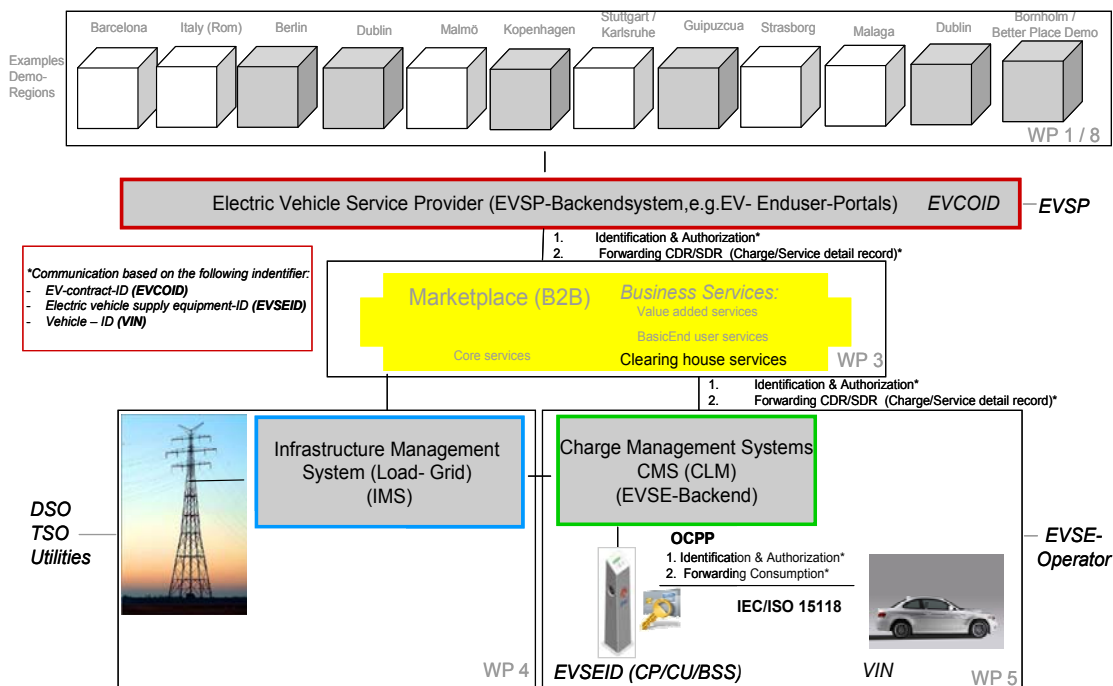 Barcelona
Italy (Rom)
Berlin
Dublin
Malmö
Kopenhagen
Stuttgart /
Karlsruhe
Guipuzcua
Strasborg
Malaga
Dublin
Bornholm /
Better Place Demo
Examples
Demo-
Regions
WP 1 / 8
Electric Vehicle Service Provider (EVSP-Backendsystem,e.g.EV- Enduser-Portals) EVCOID
EVSP
1. Identification & Authorization*
2. Forwarding CDR/SDR (Charge/Service detail record)*
*Communication based on the following indentifier:
- EV-contract-ID (EVCOID)
- Electric vehicle supply equipment-ID (EVSEID)
- Vehicle – ID (VIN)
Marketplace (B2B)
Business Services:
Value added services
BasicEnd user services
Core services
Clearing house services
WP 3
1. Identification & Authorization*
2. Forwarding CDR/SDR (Charge/Service detail record)*
Infrastructure Management
System (Load- Grid)
(IMS)
Charge Management Systems
CMS (CLM)
(EVSE-Backend)
DSO
TSO
Utilities
EVSE-
Operator
OCPP
1. Identification & Authorization*
2. Forwarding Consumption*
IEC/ISO 15118
WP 4
EVSEID (CP/CU/BSS)
VIN
WP 5